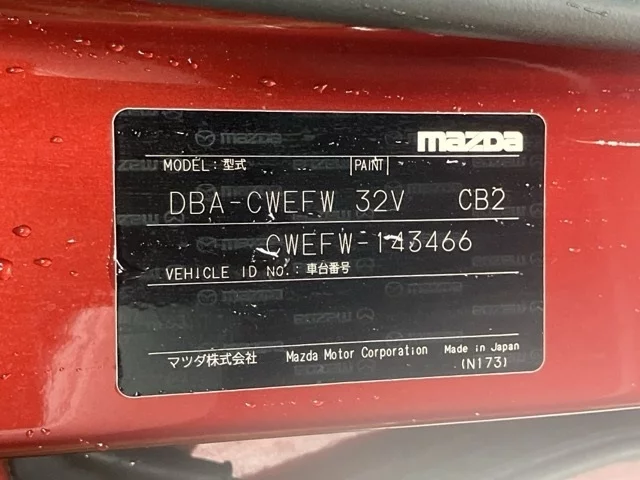 mazda
MODEL: 型式 PAINT
DBA-CWEFW 32V CB2
CWEFW-143466
VEHICLE ID NO.: 車台番号
マツダ株式会社 Mazda Motor Corporation Made in Japan
(N173)